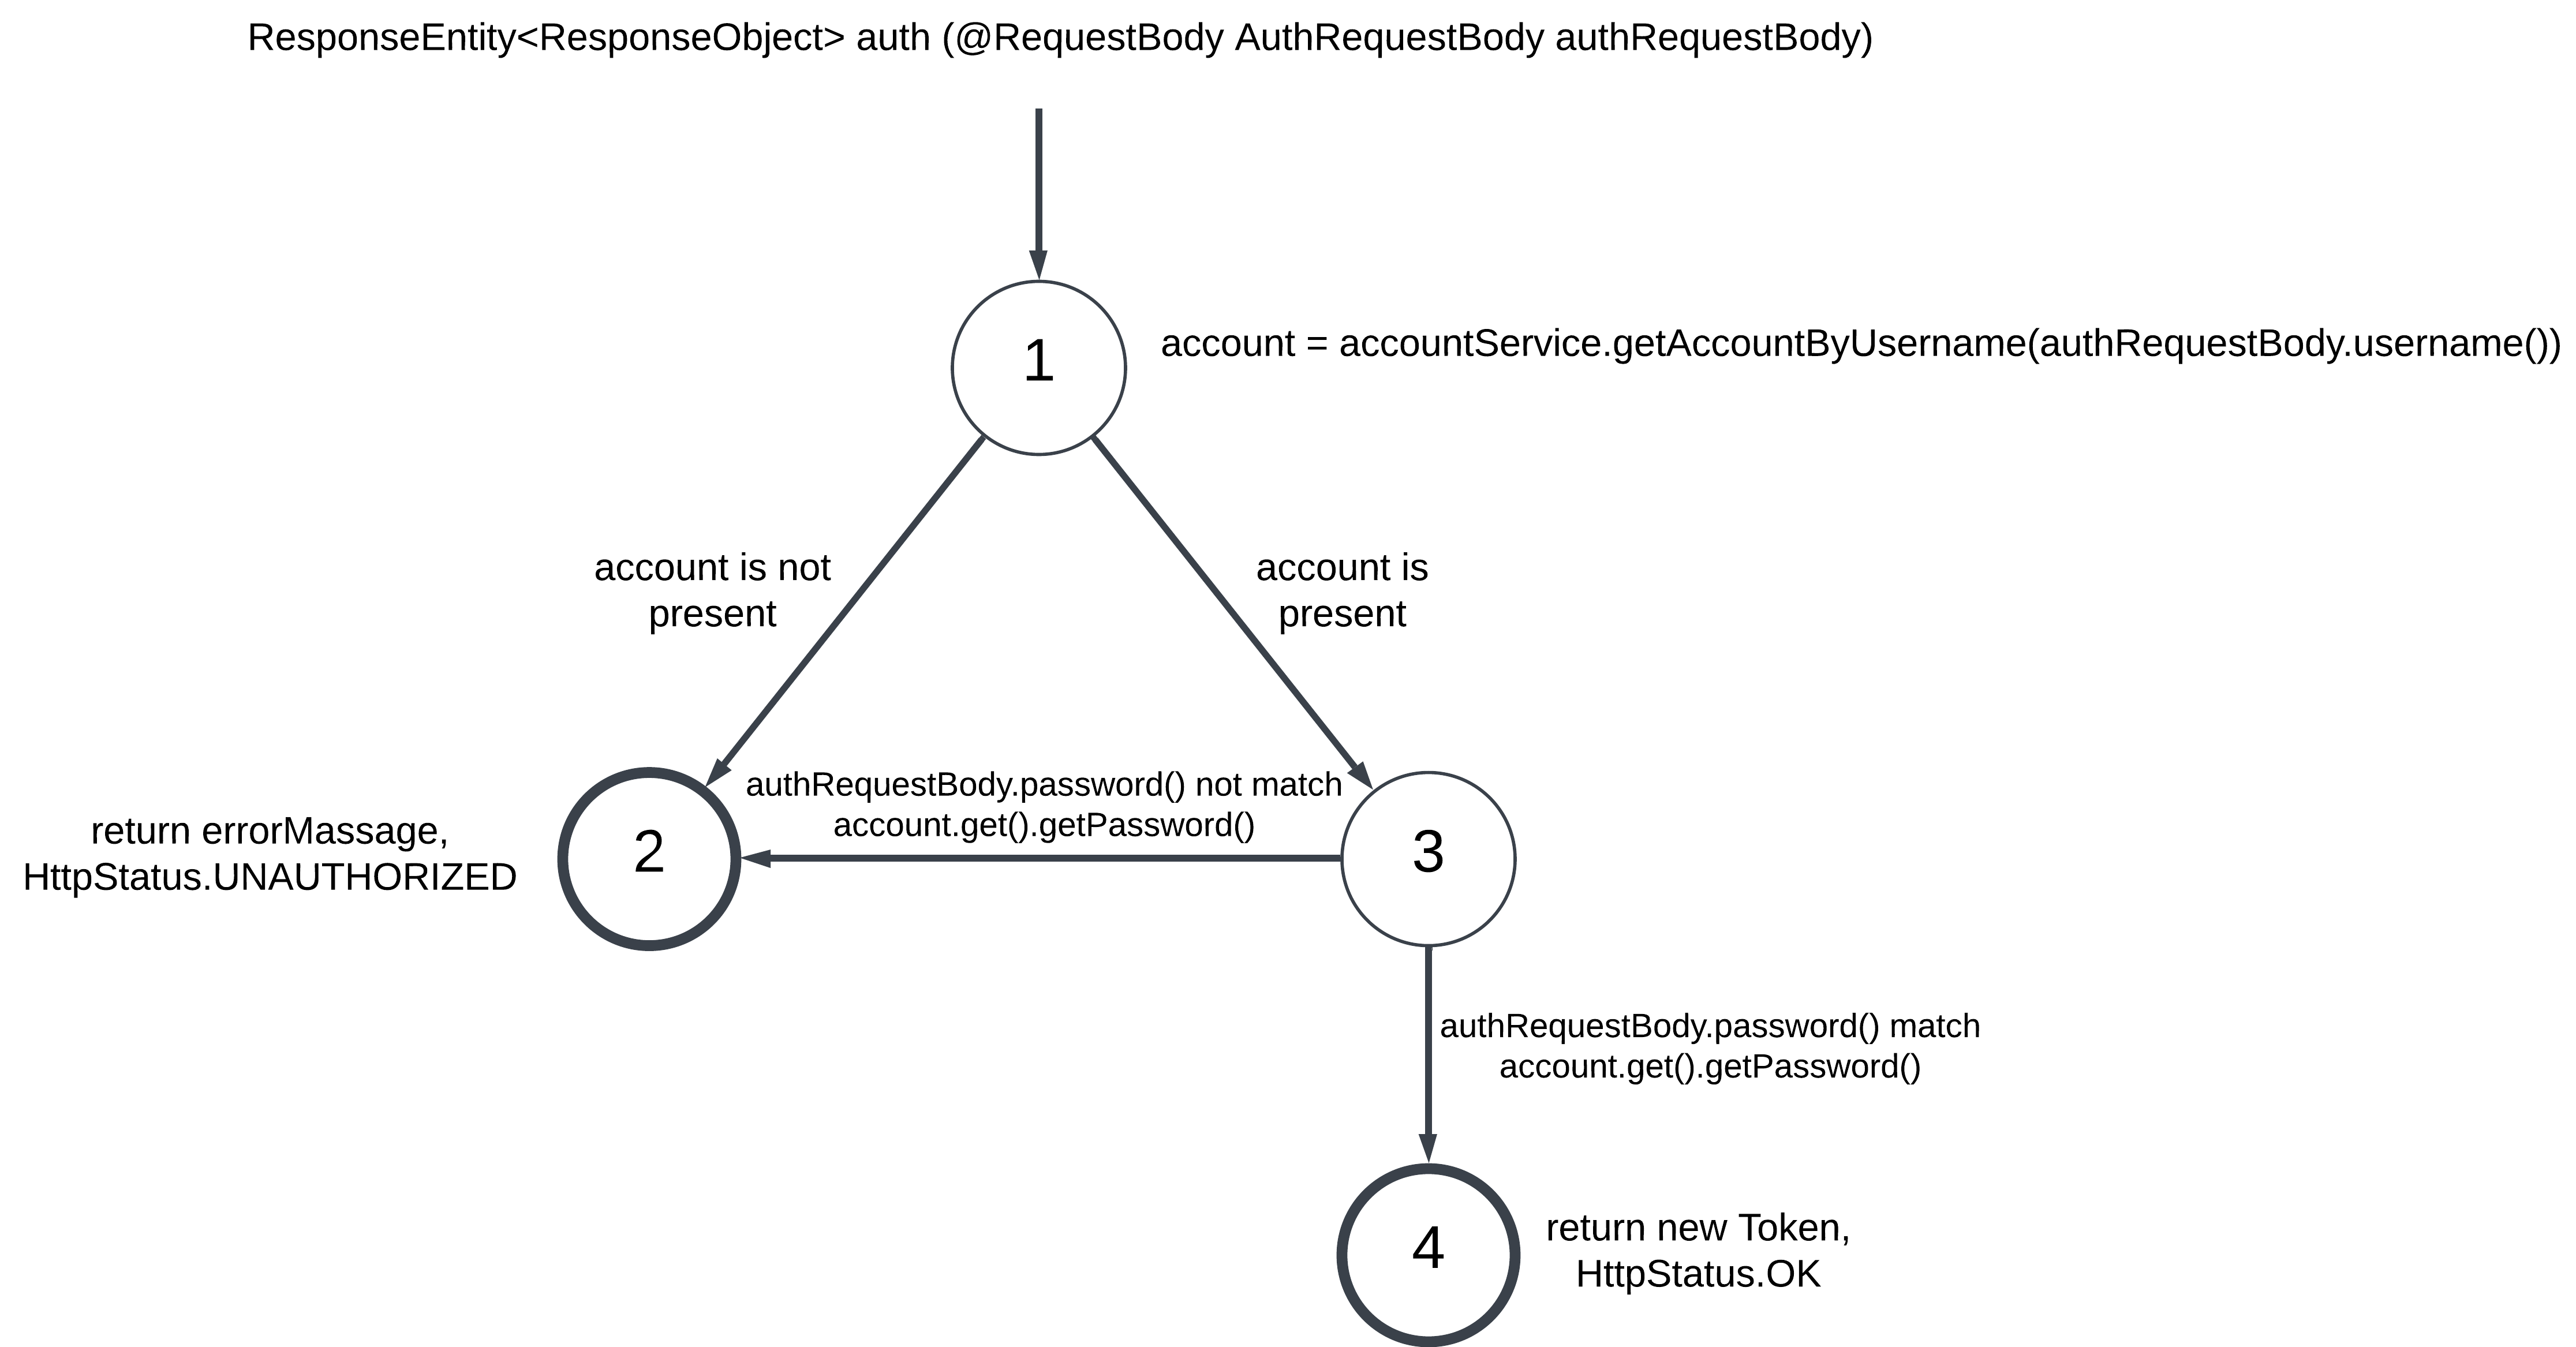 ResponseEntity<ResponseObject> auth (@RequestBody AuthRequestBody authRequestBody)
1
account = accountService.getAccountByUsername(authRequestBody.username())
account is not
present
account is
present
authRequestBody.password() not match
account.get().getPassword()
return errorMassage,
HttpStatus.UNAUTHORIZED
2
3
authRequestBody.password() match
account.get().getPassword()
4
return new Token,
HttpStatus.OK